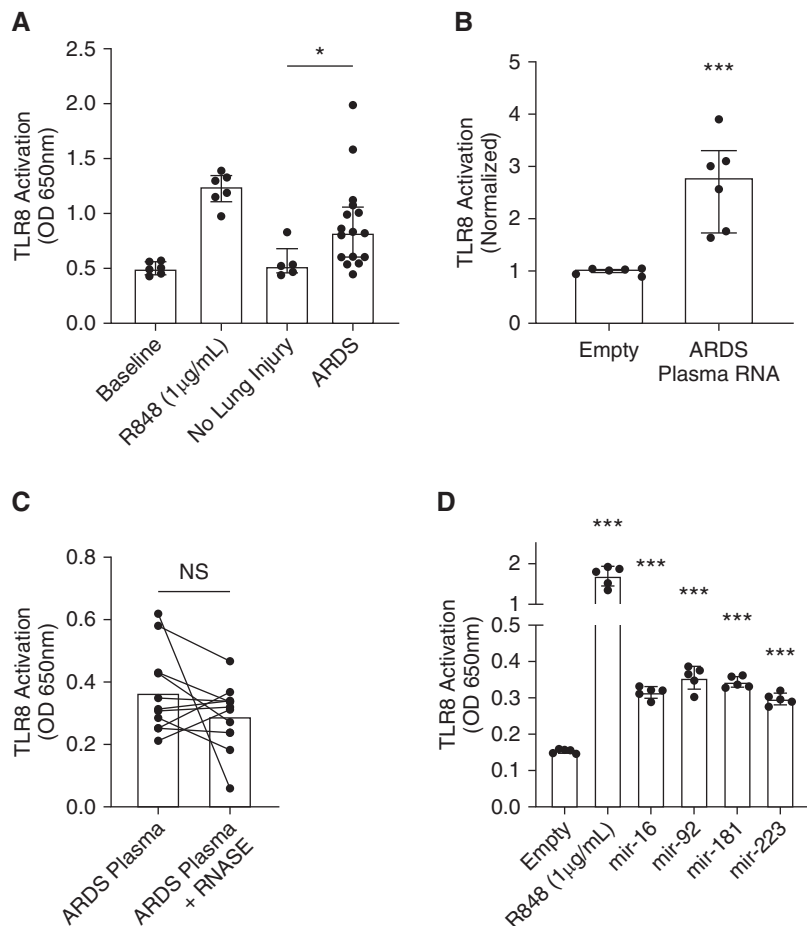 A
TLR8 Activation
(OD 650nm)
2.5
2.0
1.5
1.0
0.5
0.0
*
Baseline
R848 (1μg/mL)
No Lung Injury
ARDS
B
TLR8 Activation
(Normalized)
5
4
3
2
1
0
***
Empty
ARDS
Plasma RNA
C
TLR8 Activation
(OD 650nm)
0.8
0.6
0.4
0.2
0.0
NS
ARDS Plasma
ARDS Plasma
+ RNASE
D
TLR8 Activation
(OD 650nm)
2
1
0.5
0.4
0.3
0.2
0.1
0.0
***
***
***
***
***
Empty
R848 (1μg/mL)
mir-16
mir-92
mir-181
mir-223